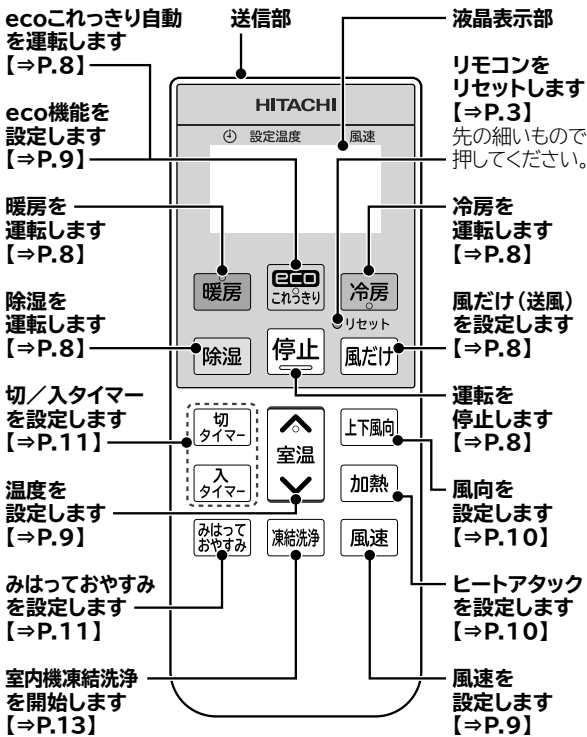 ecoこれっきり自動
を運転します
【⇒P.8】
eco機能を
設定します
【⇒P.9】
暖房を
運転します
【⇒P.8】
除湿を
運転します
【⇒P.8】
切／入タイマー
を設定します
【⇒P.11】
温度を
設定します
【⇒P.9】
みはっておやすみ
を設定します
【⇒P.11】
室内機凍結洗浄
を開始します
【⇒P.13】
送信部
HITACHI
設定温度 風速
暖房
eco
これっきり
冷房
リセット
除湿
停止
風だけ
切
タイマー
室温
上下風向
入
タイマー
加熱
みはって
おやすみ
凍結洗浄
風速
液晶表示部
リモコンを
リセットします
【⇒P.3】
先の細いもので
押してください。
冷房を
運転します
【⇒P.8】
風だけ（送風）
を設定します
【⇒P.8】
運転を
停止します
【⇒P.8】
風向を
設定します
【⇒P.10】
ヒートアタック
を設定します
【⇒P.10】
風速を
設定します
【⇒P.9】